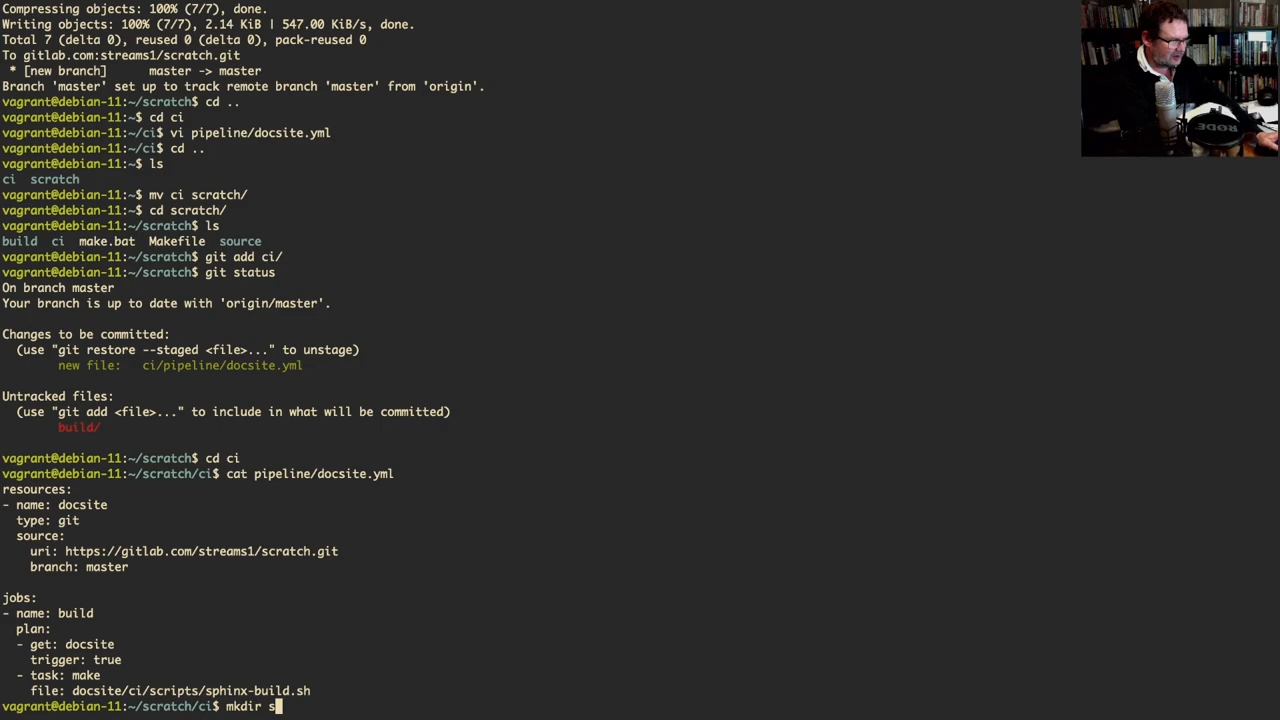 Compressing objects: 100% (7/7), done.
Writing objects: 100% (7/7), 2.14 KiB | 547.00 KiB/s, done.
Total 7 (delta 0), reused 0 (delta 0), pack-reused 0
To gitlab.com:streams1/scratch.git
 * [new branch]      master -> master
Branch 'master' set up to track remote branch 'master' from 'origin'.
vagrant@debian-11:~/scratch$ cd ..
vagrant@debian-11:~$ cd ci
vagrant@debian-11:~/ci$ vi pipeline/docsite.yml
vagrant@debian-11:~/ci$ cd ..
vagrant@debian-11:~$ ls
ci  scratch
vagrant@debian-11:~$ mv ci scratch/
vagrant@debian-11:~$ cd scratch/
vagrant@debian-11:~/scratch$ ls
build  ci  make.bat  Makefile  source
vagrant@debian-11:~/scratch$ git add ci/
vagrant@debian-11:~/scratch$ git status
On branch master
Your branch is up to date with 'origin/master'.

Changes to be committed:
  (use "git restore --staged <file>..." to unstage)
        new file:   ci/pipeline/docsite.yml

Untracked files:
  (use "git add <file>..." to include in what will be committed)
        build/

vagrant@debian-11:~/scratch$ cd ci
vagrant@debian-11:~/scratch/ci$ cat pipeline/docsite.yml
resources:
- name: docsite
  type: git
  source:
    uri: https://gitlab.com/streams1/scratch.git
    branch: master

jobs:
- name: build
  plan:
  - get: docsite
    trigger: true
  - task: make
    file: docsite/ci/scripts/sphinx-build.sh
vagrant@debian-11:~/scratch/ci$ mkdir s
RODE